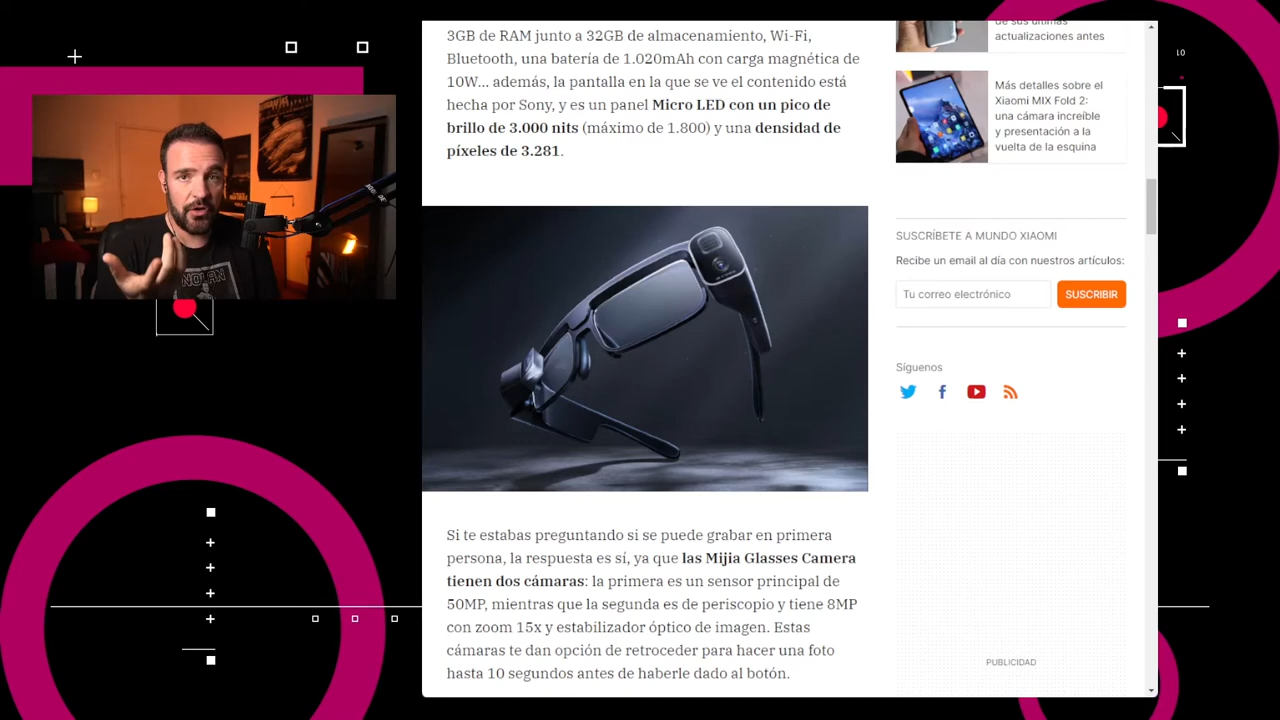 3GB de RAM junto a 32GB de almacenamiento, Wi-Fi,
Bluetooth, una batería de 1.020mAh con carga magnética de
10W... además, la pantalla en la que se ve el contenido está
hecha por Sony, y es un panel Micro LED con un pico de
brillo de 3.000 nits (máximo de 1.800) y una densidad de
píxeles de 3.281.
Si te estabas preguntando si se puede grabar en primera
persona, la respuesta es sí, ya que las Mijia Glasses Camera
tienen dos cámaras: la primera es un sensor principal de
50MP, mientras que la segunda es de periscopio y tiene 8MP
con zoom 15x y estabilizador óptico de imagen. Estas
cámaras te dan opción de retroceder para hacer una foto
hasta 10 segundos antes de haberle dado al botón.
de sus últimas
actualizaciones antes
Más detalles sobre el
Xiaomi MIX Fold 2:
una cámara increíble
y presentación a la
vuelta de la esquina
SUSCRÍBETE A MUNDO XIAOMI
Recibe un email al día con nuestros artículos:
Tu correo electrónico
SUSCRIBIR
Síguenos
PUBLICIDAD
10
NOLAN